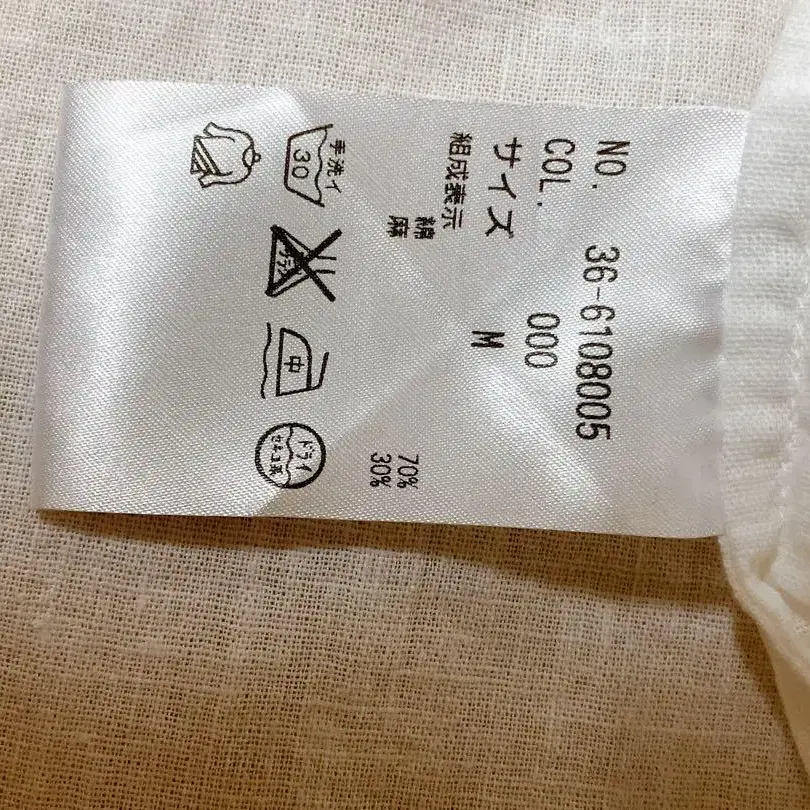 NO. 36-6108005
COL. 000
サイズ M
組成表示
綿 70%
麻 30%
手洗イ
30
中
ドライ
セキユ系